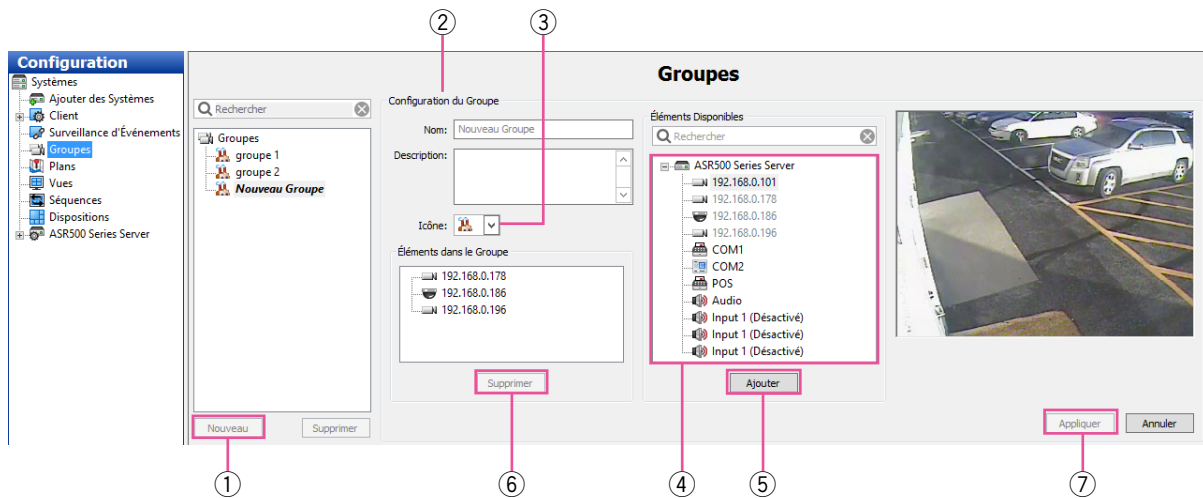 ② ③
Configuration
Systèmes
Ajouter des Systèmes
Client
Surveillance d'Événements
Groupes
Plans
Vues
Séquences
Dispositions
ASR500 Series Server
Groupes
Rechercher
Groupes
groupe 1
groupe 2
Nouveau Groupe
Nouveau
Supprimer
Configuration du Groupe
Nom: Nouveau Groupe
Description:
Icône:
Éléments dans le Groupe
192.168.0.178
192.168.0.186
192.168.0.196
Supprimer
Éléments Disponibles
Rechercher
ASR500 Series Server
192.168.0.101
192.168.0.178
192.168.0.186
192.168.0.196
COM1
COM2
POS
Audio
Input 1 (Désactivé)
Input 1 (Désactivé)
Input 1 (Désactivé)
Ajouter
Appliquer
Annuler
① ⑥ ④ ⑤ ⑦